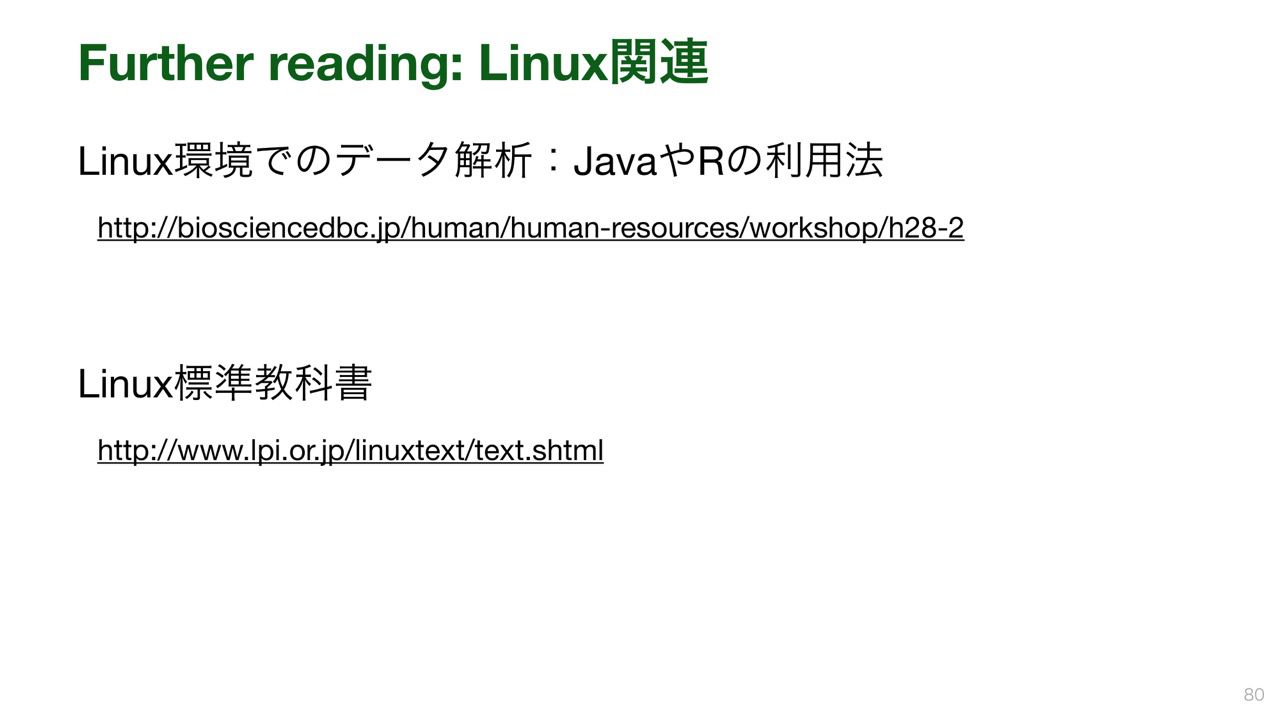 Further reading: Linux関連
Linux環境でのデータ解析：JavaやRの利用法
http://biosciencedbc.jp/human/human-resources/workshop/h28-2
Linux標準教科書
http://www.lpi.or.jp/linuxtext/text.shtml
80